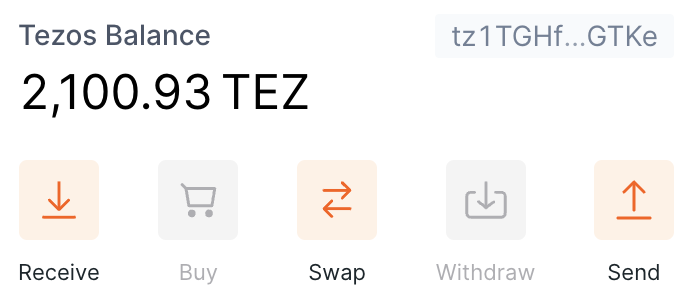 Tezos Balance
tz1TGHf...GTKe
2,100.93 TEZ
Receive
Buy
Swap
Withdraw
Send